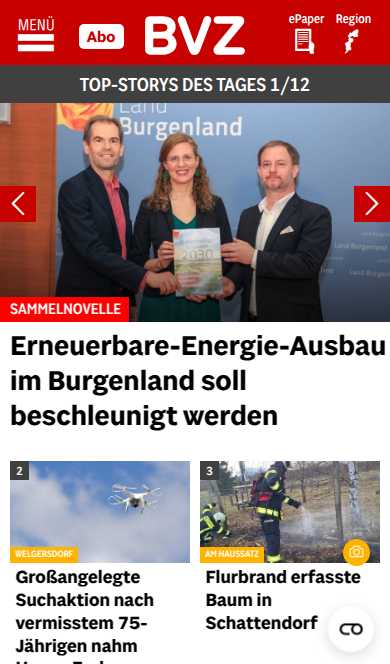 MENÜ
Abo
BVZ
ePaper
Region
TOP-STORYS DES TAGES 1/12
Land
Burgenland
2030
SAMMELNOVELLE
Erneuerbare-Energie-Ausbau
im Burgenland soll
beschleunigt werden
2
WELGERSDORF
Großangelegte
Suchaktion nach
vermisstem 75-
Jährigen nahm
3
AM HAUSSATZ
Flurbrand erfasste
Baum in
Schattendorf